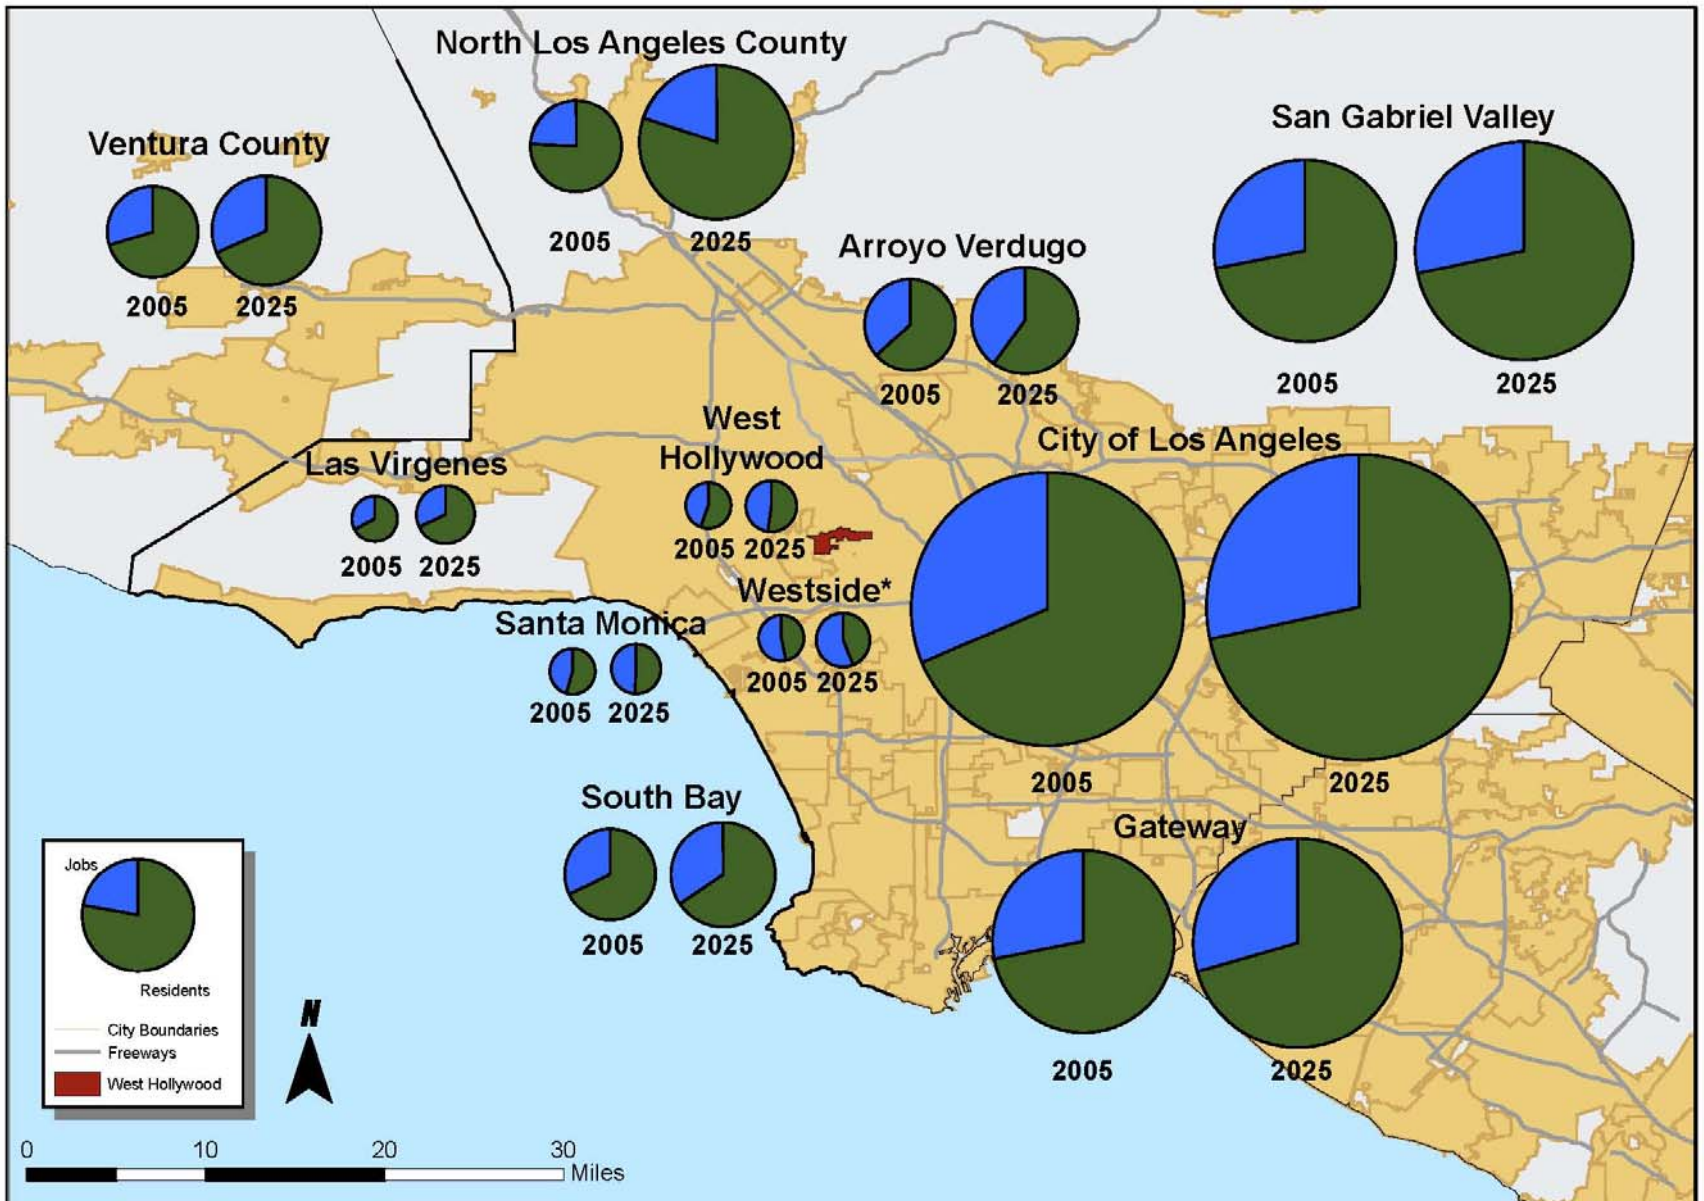 North Los Angeles County
2005
2025
Ventura County
2005
2025
San Gabriel Valley
2005
2025
Arroyo Verdugo
2005
2025
City of Los Angeles
2005
2025
West
Hollywood
2005
2025
Las Virgenes
2005
2025
Westside*
2005
2025
Santa Monica
2005
2025
South Bay
2005
2025
Gateway
2005
2025
Jobs
Residents
City Boundaries
Freeways
West Hollywood
N
0 10 20 30
Miles